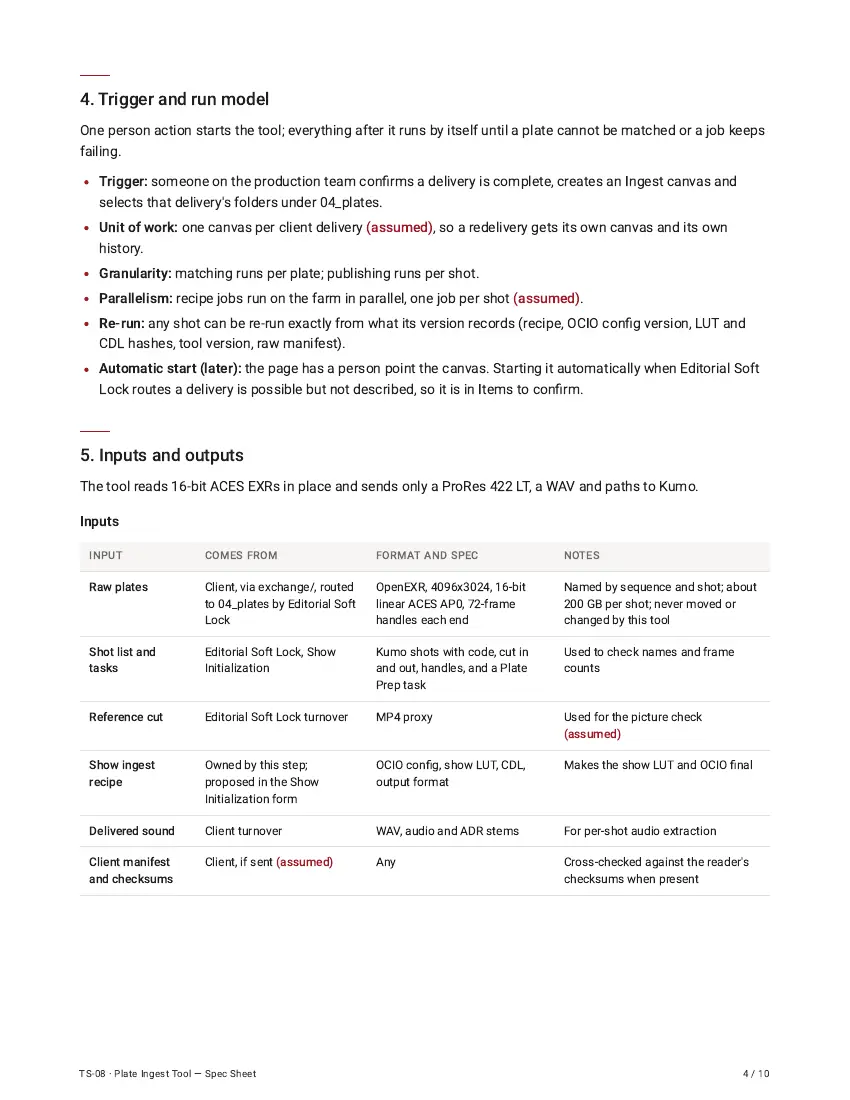 4. Trigger and run model
One person action starts the tool; everything after it runs by itself until a plate cannot be matched or a job keeps
failing.
• Trigger: someone on the production team confirms a delivery is complete, creates an Ingest canvas and
selects that delivery's folders under 04_plates.
• Unit of work: one canvas per client delivery (assumed), so a redelivery gets its own canvas and its own
history.
• Granularity: matching runs per plate; publishing runs per shot.
• Parallelism: recipe jobs run on the farm in parallel, one job per shot (assumed).
• Re-run: any shot can be re-run exactly from what its version records (recipe, OCIO config version, LUT and
CDL hashes, tool version, raw manifest).
• Automatic start (later): the page has a person point the canvas. Starting it automatically when Editorial Soft
Lock routes a delivery is possible but not described, so it is in Items to confirm.
5. Inputs and outputs
The tool reads 16-bit ACES EXRs in place and sends only a ProRes 422 LT, a WAV and paths to Kumo.
Inputs
INPUT COMES FROM FORMAT AND SPEC NOTES
Raw plates Client, via exchange/, routed OpenEXR, 4096x3024, 16-bit Named by sequence and shot; about
to 04_plates by Editorial Soft linear ACES AP0, 72-frame 200 GB per shot; never moved or
Lock handles each end changed by this tool
Shot list and Editorial Soft Lock, Show Kumo shots with code, cut in Used to check names and frame
tasks Initialization and out, handles, and a Plate counts
Prep task
Reference cut Editorial Soft Lock turnover MP4 proxy Used for the picture check
(assumed)
Show ingest Owned by this step; OCIO config, show LUT, CDL, Makes the show LUT and OCIO final
recipe proposed in the Show output format
Initialization form
Delivered sound Client turnover WAV, audio and ADR stems For per-shot audio extraction
Client manifest Client, if sent (assumed) Any Cross-checked against the reader's
and checksums checksums when present
TS-08 · Plate Ingest Tool — Spec Sheet 4 / 10